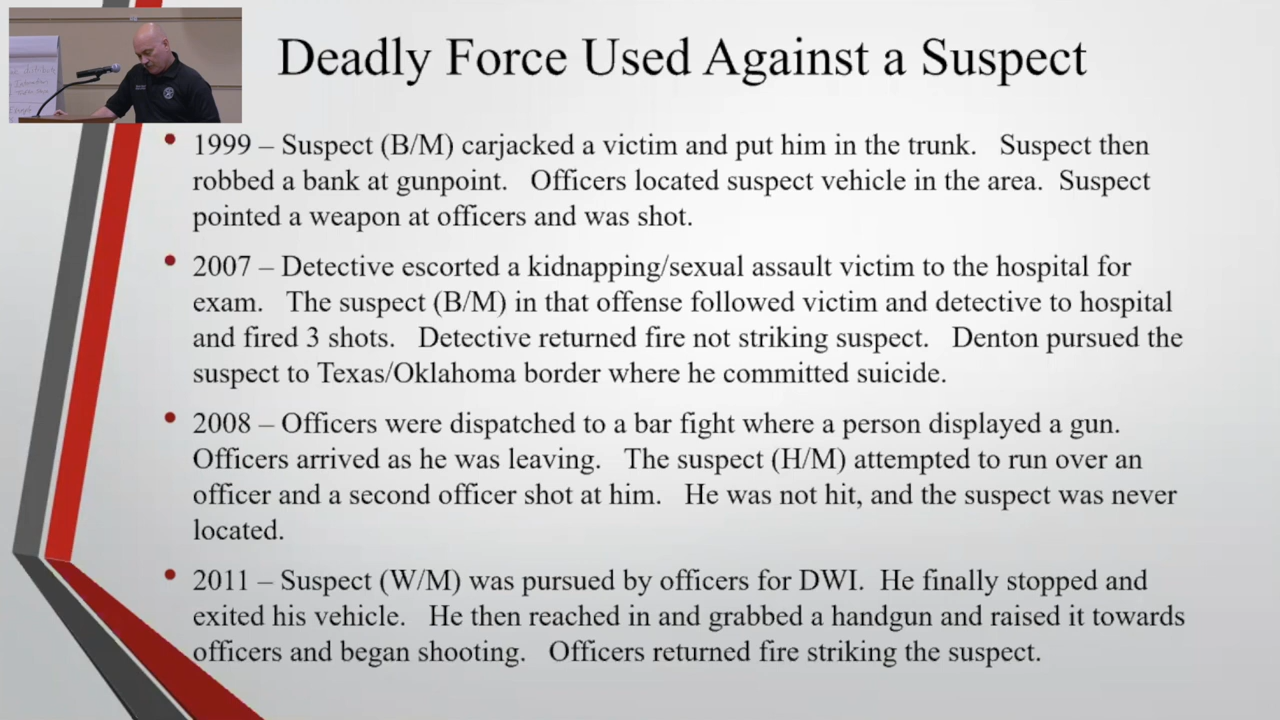 Deadly Force Used Against a Suspect
• 1999 – Suspect (B/M) carjacked a victim and put him in the trunk. Suspect then
robbed a bank at gunpoint. Officers located suspect vehicle in the area. Suspect
pointed a weapon at officers and was shot.
• 2007 – Detective escorted a kidnapping/sexual assault victim to the hospital for
exam. The suspect (B/M) in that offense followed victim and detective to hospital
and fired 3 shots. Detective returned fire not striking suspect. Denton pursued the
suspect to Texas/Oklahoma border where he committed suicide.
• 2008 – Officers were dispatched to a bar fight where a person displayed a gun.
Officers arrived as he was leaving. The suspect (H/M) attempted to run over an
officer and a second officer shot at him. He was not hit, and the suspect was never
located.
• 2011 – Suspect (W/M) was pursued by officers for DWI. He finally stopped and
exited his vehicle. He then reached in and grabbed a handgun and raised it towards
officers and began shooting. Officers returned fire striking the suspect.